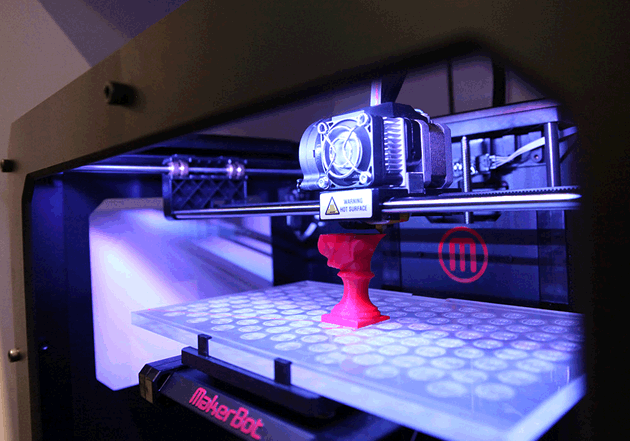 WARNING
HOT SURFACE
M
MakerBot